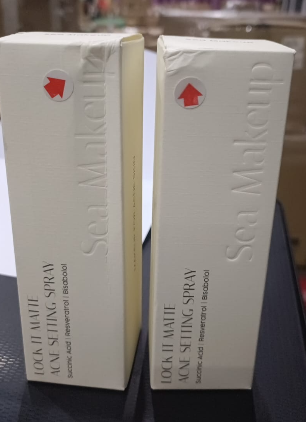 Sea Makeup
LOCK IT MATTE
ACNE SETTING SPRAY
Succinic Acid | Resveratrol | Bisabolol
Sea Makeup
LOCK IT MATTE
ACNE SETTING SPRAY
Succinic Acid | Resveratrol | Bisabolol